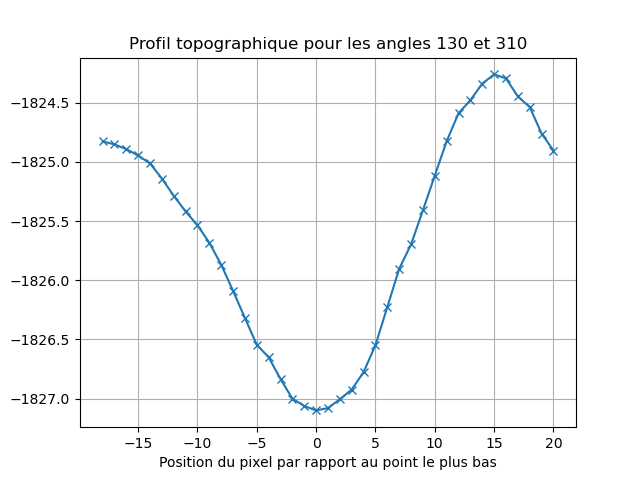 Profil topographique pour les angles 130 et 310
−1824.5
−1825.0
−1825.5
−1826.0
−1826.5
−1827.0
−15 −10 −5 0 5 10 15 20
Position du pixel par rapport au point le plus bas